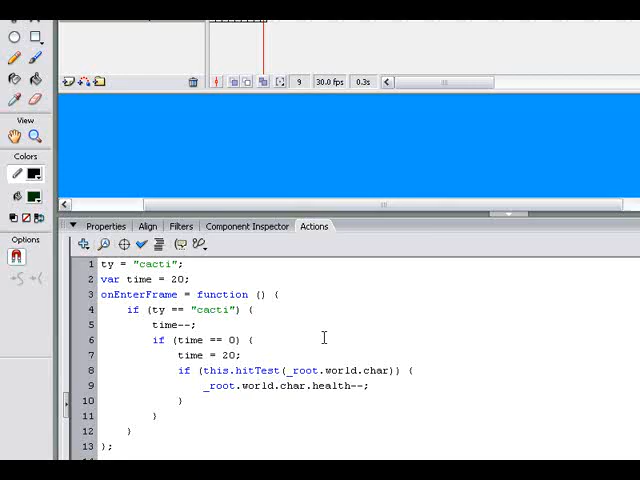 9 30.0 fps 0.3s
View
Colors
Options
Properties Align Filters Component Inspector Actions
1 ty = "cacti";
2 var time = 20;
3 onEnterFrame = function () {
4 if (ty == "cacti") {
5 time--;
6 if (time == 0) {
7 time = 20;
8 if (this.hitTest(_root.world.char)) {
9 _root.world.char.health--;
10 }
11 }
12 }
13 };